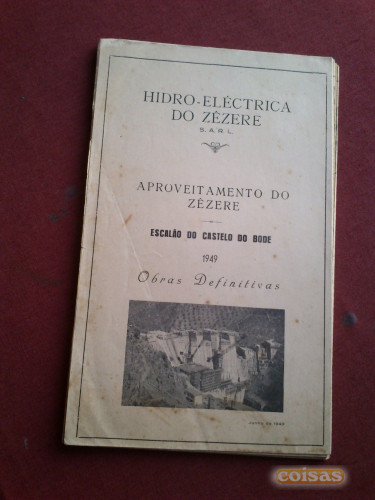 HIDRO-ELÉCTRICA
DO ZÊZERE
S. A. R. L.
APROVEITAMENTO DO
ZÊZERE
ESCALÃO DO CASTELO DO BODE
1949
Obras Definitivas
coisas